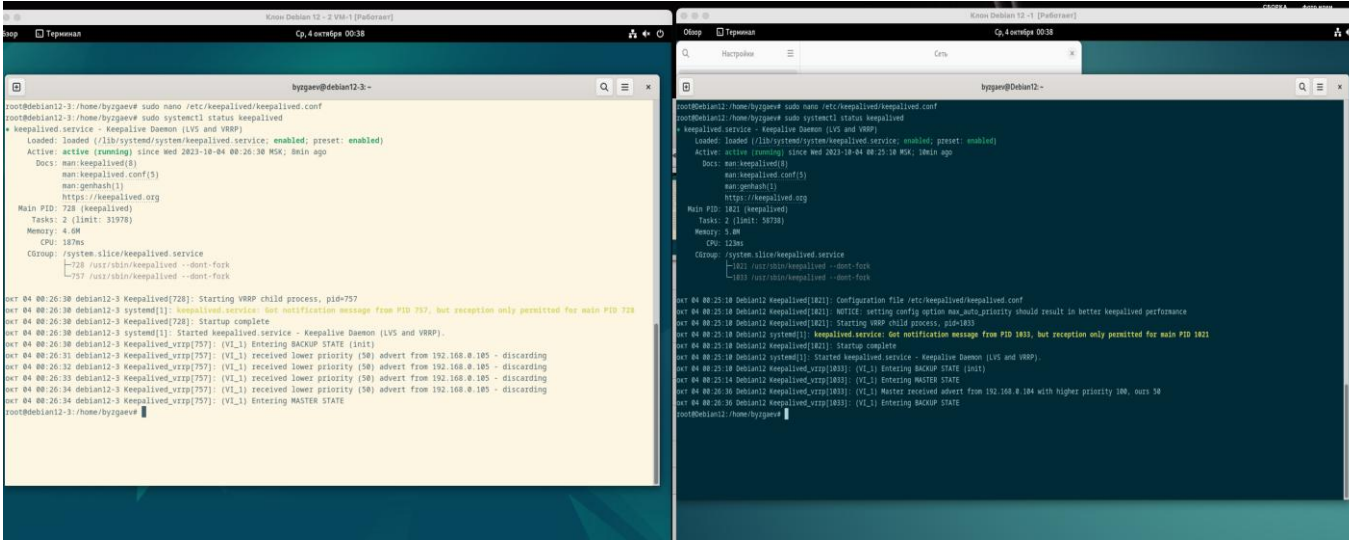 СБОРКА фото идеи
Клон Debian 12 - 2 VM-1 [Работает]
Обзор Терминал Ср, 4 октября 00:38
byzgaev@debian12-3: ~
root@debian12-3:/home/byzgaev# sudo nano /etc/keepalived/keepalived.conf
root@debian12-3:/home/byzgaev# sudo systemctl status keepalived
● keepalived.service - Keepalive Daemon (LVS and VRRP)
Loaded: loaded (/lib/systemd/system/keepalived.service; enabled; preset: enabled)
Active: active (running) since Wed 2023-10-04 00:26:30 MSK; 8min ago
Docs: man:keepalived(8)
man:keepalived.conf(5)
man:genhash(1)
https://keepalived.org
Main PID: 728 (keepalived)
Tasks: 2 (limit: 31978)
Memory: 4.6M
CPU: 187ms
CGroup: /system.slice/keepalived.service
├─728 /usr/sbin/keepalived --dont-fork
└─757 /usr/sbin/keepalived --dont-fork
окт 04 00:26:30 debian12-3 Keepalived[728]: Starting VRRP child process, pid=757
окт 04 00:26:30 debian12-3 systemd[1]: keepalived.service: Got notification message from PID 757, but reception only permitted for main PID 728
окт 04 00:26:30 debian12-3 Keepalived[728]: Startup complete
окт 04 00:26:30 debian12-3 systemd[1]: Started keepalived.service - Keepalive Daemon (LVS and VRRP).
окт 04 00:26:30 debian12-3 Keepalived_vrrp[757]: (VI_1) Entering BACKUP STATE (init)
окт 04 00:26:31 debian12-3 Keepalived_vrrp[757]: (VI_1) received lower priority (50) advert from 192.168.0.105 - discarding
окт 04 00:26:32 debian12-3 Keepalived_vrrp[757]: (VI_1) received lower priority (50) advert from 192.168.0.105 - discarding
окт 04 00:26:33 debian12-3 Keepalived_vrrp[757]: (VI_1) received lower priority (50) advert from 192.168.0.105 - discarding
окт 04 00:26:34 debian12-3 Keepalived_vrrp[757]: (VI_1) received lower priority (50) advert from 192.168.0.105 - discarding
окт 04 00:26:34 debian12-3 Keepalived_vrrp[757]: (VI_1) Entering MASTER STATE
root@debian12-3:/home/byzgaev#
Клон Debian 12 -1 [Работает]
Обзор Терминал Ср, 4 октября 00:38
Настройки Сеть
byzgaev@Debian12: ~
root@Debian12:/home/byzgaev# sudo nano /etc/keepalived/keepalived.conf
root@Debian12:/home/byzgaev# sudo systemctl status keepalived
● keepalived.service - Keepalive Daemon (LVS and VRRP)
Loaded: loaded (/lib/systemd/system/keepalived.service; enabled; preset: enabled)
Active: active (running) since Wed 2023-10-04 00:25:10 MSK; 10min ago
Docs: man:keepalived(8)
man:keepalived.conf(5)
man:genhash(1)
https://keepalived.org
Main PID: 1021 (keepalived)
Tasks: 2 (limit: 58738)
Memory: 5.0M
CPU: 123ms
CGroup: /system.slice/keepalived.service
├─1021 /usr/sbin/keepalived --dont-fork
└─1033 /usr/sbin/keepalived --dont-fork
окт 04 00:25:10 Debian12 Keepalived[1021]: Configuration file /etc/keepalived/keepalived.conf
окт 04 00:25:10 Debian12 Keepalived[1021]: NOTICE: setting config option max_auto_priority should result in better keepalived performance
окт 04 00:25:10 Debian12 Keepalived[1021]: Starting VRRP child process, pid=1033
окт 04 00:25:10 Debian12 systemd[1]: keepalived.service: Got notification message from PID 1033, but reception only permitted for main PID 1021
окт 04 00:25:10 Debian12 Keepalived[1021]: Startup complete
окт 04 00:25:10 Debian12 systemd[1]: Started keepalived.service - Keepalive Daemon (LVS and VRRP).
окт 04 00:25:10 Debian12 Keepalived_vrrp[1033]: (VI_1) Entering BACKUP STATE (init)
окт 04 00:25:14 Debian12 Keepalived_vrrp[1033]: (VI_1) Entering MASTER STATE
окт 04 00:26:36 Debian12 Keepalived_vrrp[1033]: (VI_1) Master received advert from 192.168.0.104 with higher priority 100, ours 50
окт 04 00:26:36 Debian12 Keepalived_vrrp[1033]: (VI_1) Entering BACKUP STATE
root@Debian12:/home/byzgaev#